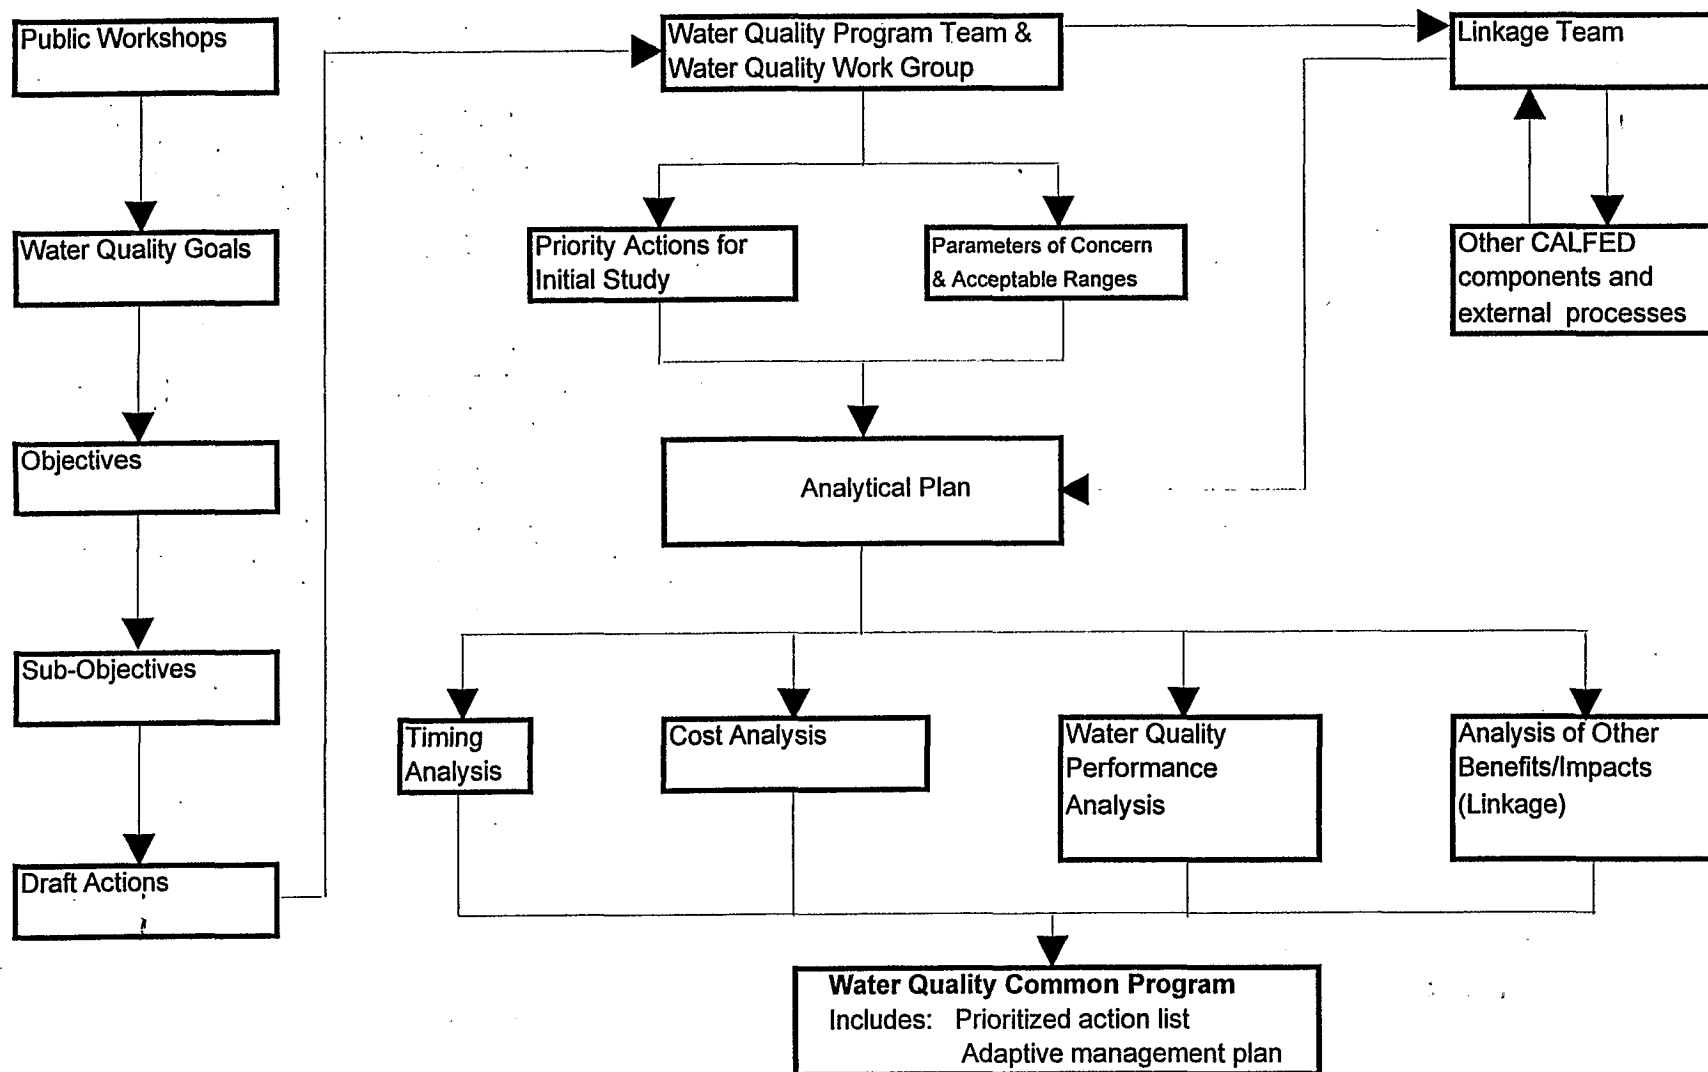 Public Workshops
Water Quality Program Team &
Water Quality Work Group
Linkage Team
Water Quality Goals
Priority Actions for
Initial Study
Parameters of Concern
& Acceptable Ranges
Other CALFED
components and
external processes
Objectives
Analytical Plan
Sub-Objectives
Timing
Analysis
Cost Analysis
Water Quality
Performance
Analysis
Analysis of Other
Benefits/Impacts
(Linkage)
Draft Actions
Water Quality Common Program
Includes: Prioritized action list
Adaptive management plan